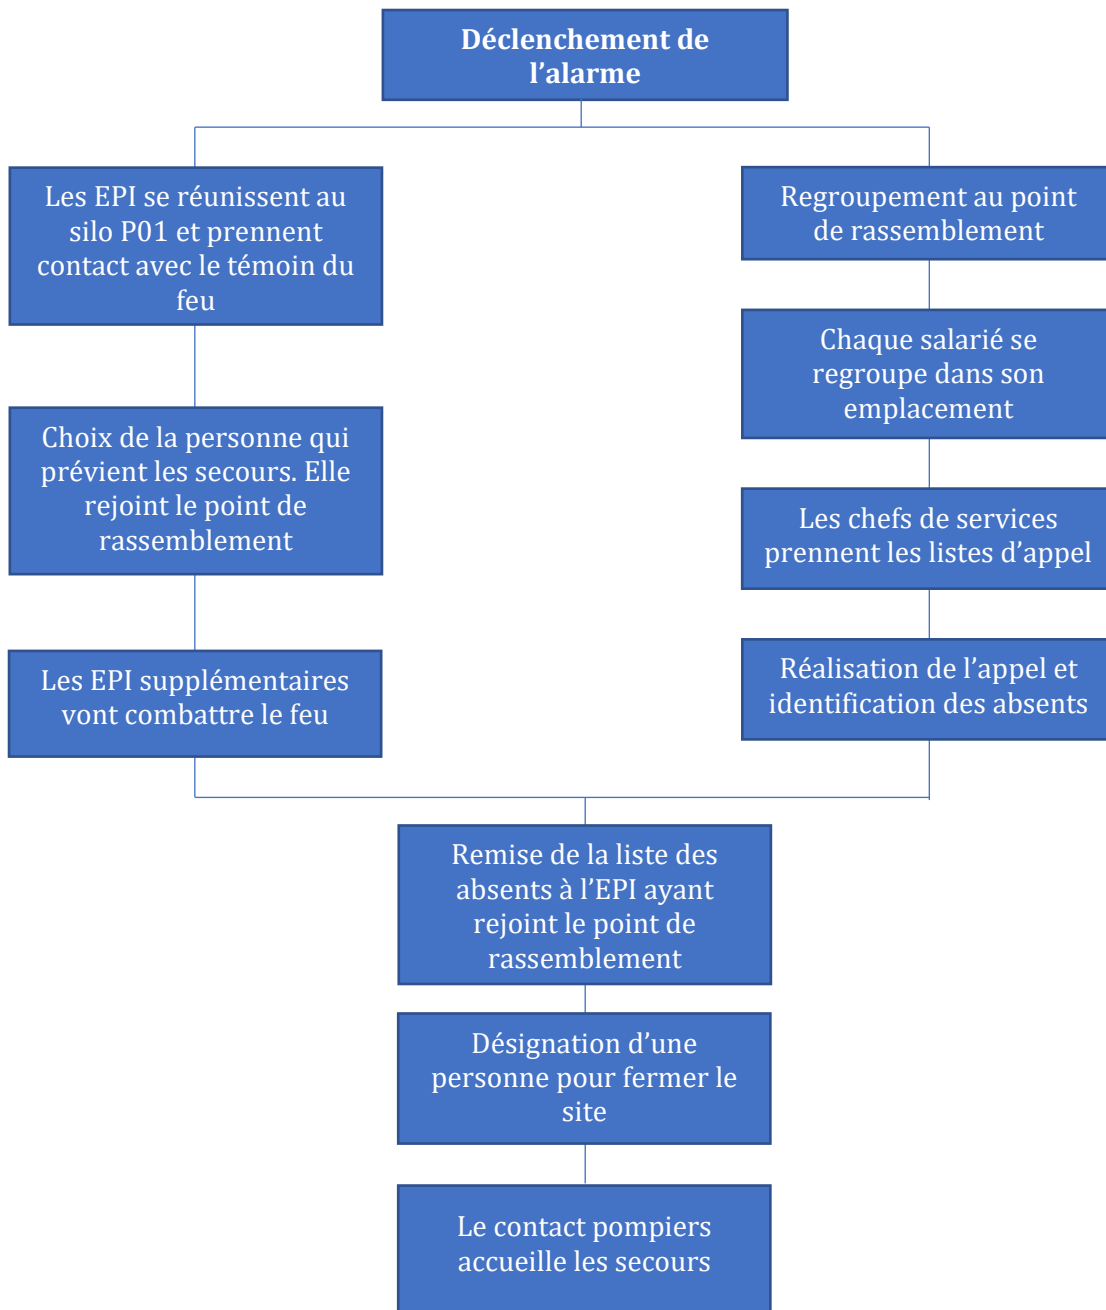 Déclenchement de
l’alarme
Les EPI se réunissent au
silo P01 et prennent
contact avec le témoin du
feu
Choix de la personne qui
prévient les secours. Elle
rejoint le point de
rassemblement
Les EPI supplémentaires
vont combattre le feu
Regroupement au point
de rassemblement
Chaque salarié se
regroupe dans son
emplacement
Les chefs de services
prennent les listes d’appel
Réalisation de l’appel et
identification des absents
Remise de la liste des
absents à l’EPI ayant
rejoint le point de
rassemblement
Désignation d’une
personne pour fermer le
site
Le contact pompiers
accueille les secours